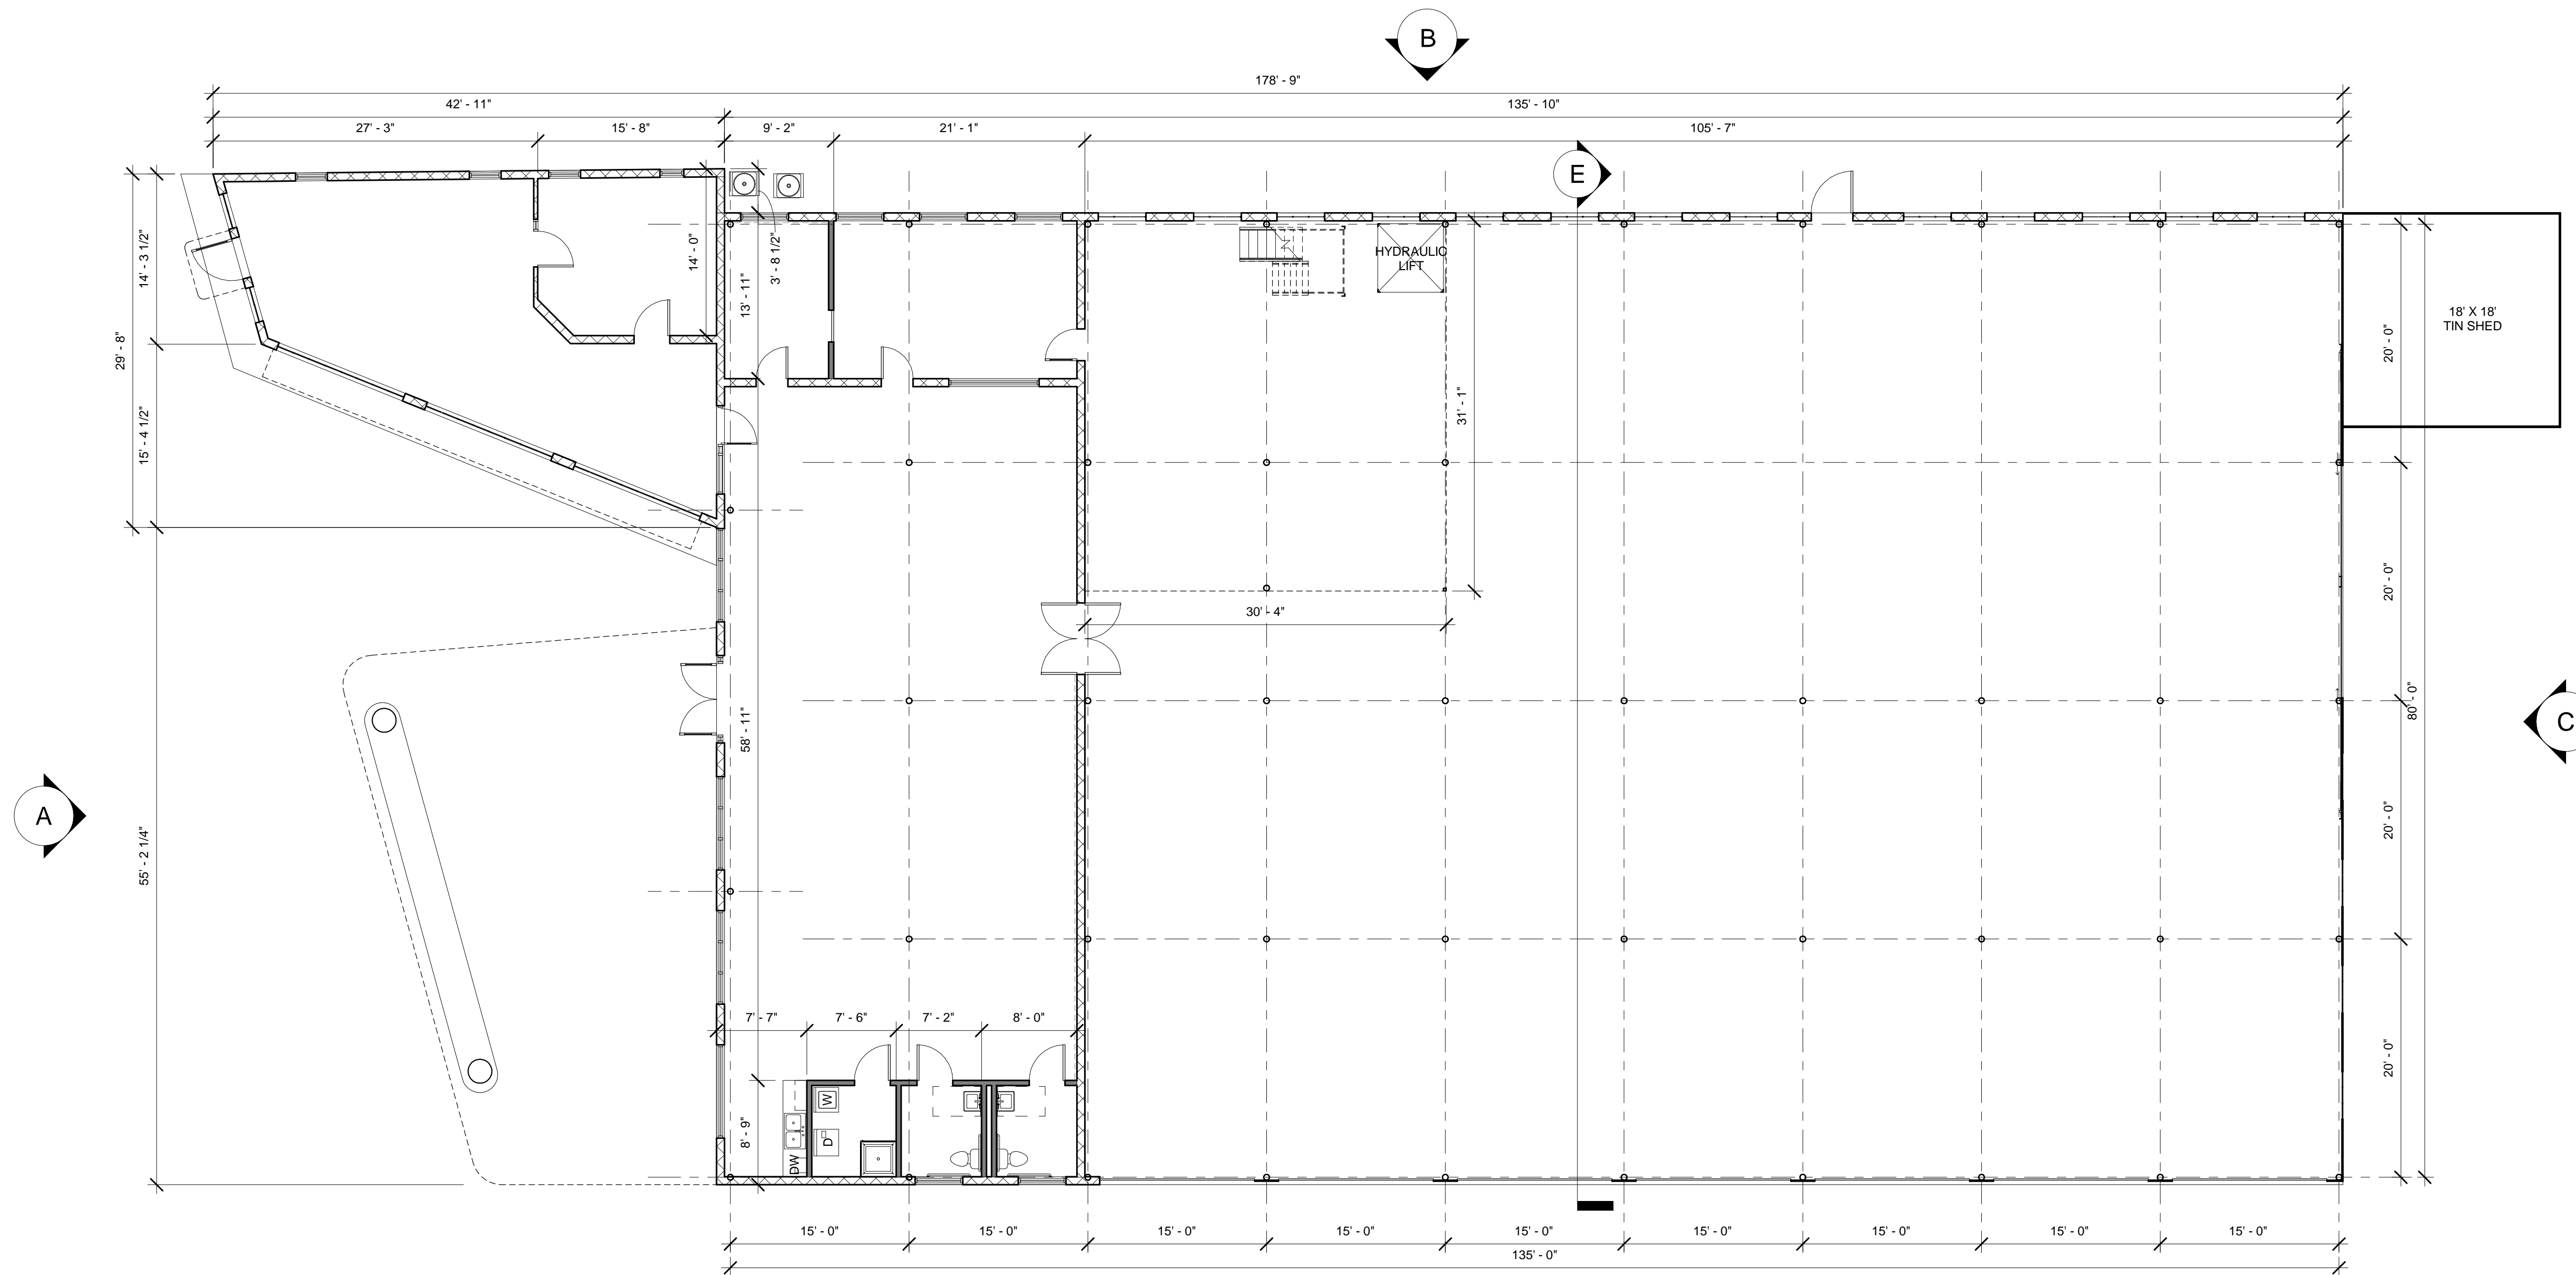 B
178' - 9"
42' - 11"
135' - 10"
27' - 3"
15' - 8"
9' - 2"
21' - 1"
105' - 7"
E
14' - 3 1/2"
14' - 0"
13' - 11"
3' - 8 1/2"
HYDRAULIC
LIFT
18' X 18'
TIN SHED
29' - 8"
20' - 0"
15' - 4 1/2"
31' - 1"
20' - 0"
30' - 4"
80' - 0"
C
58' - 11"
A
20' - 0"
55' - 2 1/4"
7' - 7"
7' - 6"
7' - 2"
8' - 0"
20' - 0"
W
D
8' - 9"
DW
15' - 0"
15' - 0"
15' - 0"
15' - 0"
15' - 0"
15' - 0"
15' - 0"
15' - 0"
15' - 0"
135' - 0"